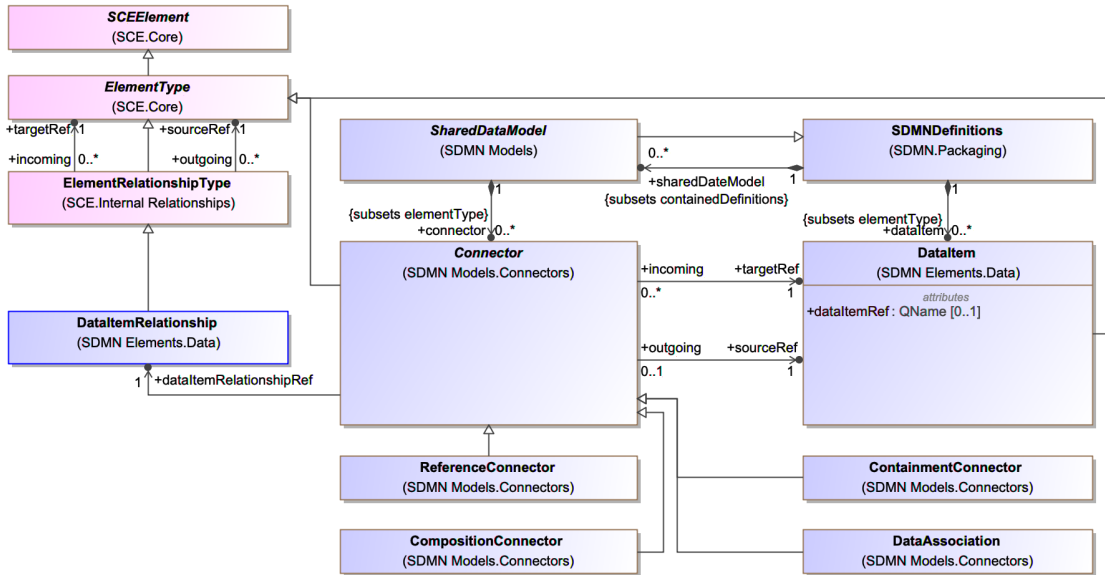 SCEElement
(SCE.Core)
ElementType
(SCE.Core)
+targetRef 1
+sourceRef 1
+incoming 0..*
+outgoing 0..*
ElementRelationshipType
(SCE.Internal Relationships)
SharedDataModel
(SDMN Models)
SDMNDefinitions
(SDMN.Packaging)
0..*
+sharedDateModel
1
{subsets containedDefinitions}
1
{subsets elementType}
+connector 0..*
1
{subsets elementType}
+dataItem 0..*
Connector
(SDMN Models.Connectors)
DataItem
(SDMN Elements.Data)
attributes
+dataItemRef : QName [0..1]
+incoming
+targetRef
0..*
1
+outgoing
+sourceRef
0..1
1
DataItemRelationship
(SDMN Elements.Data)
1
+dataItemRelationshipRef
ReferenceConnector
(SDMN Models.Connectors)
ContainmentConnector
(SDMN Models.Connectors)
CompositionConnector
(SDMN Models.Connectors)
DataAssociation
(SDMN Models.Connectors)